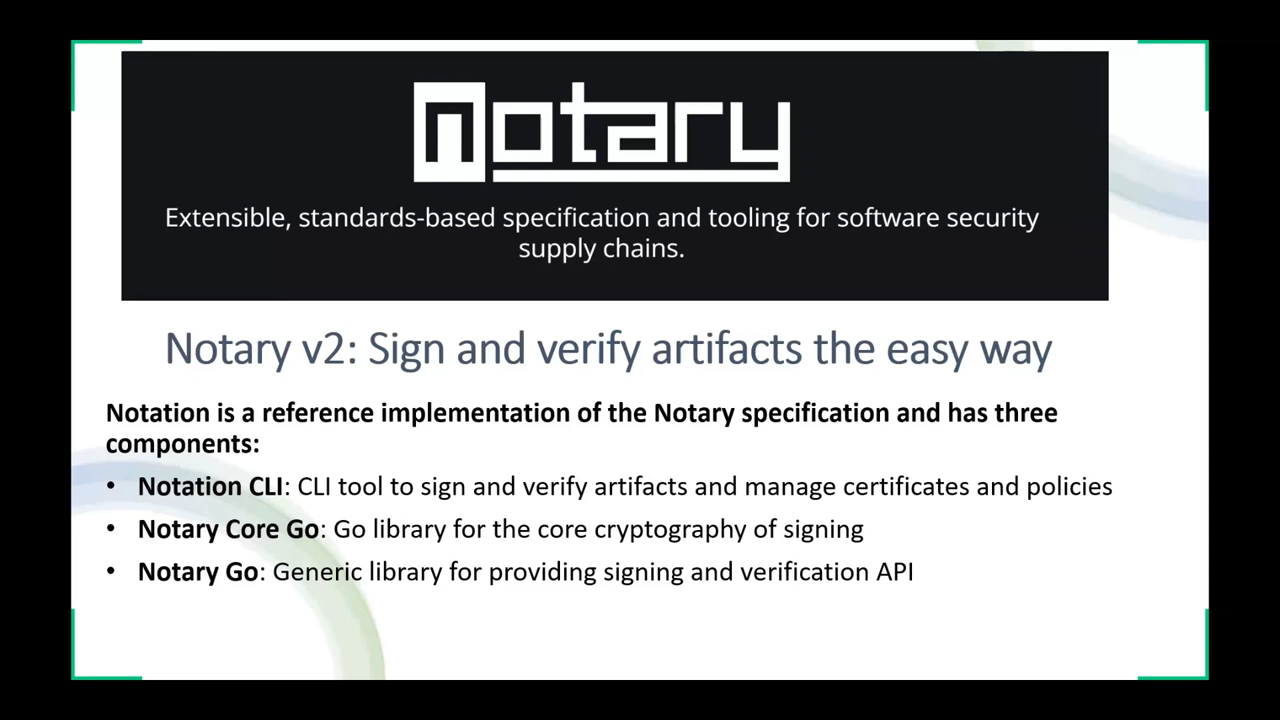 notary
Extensible, standards-based specification and tooling for software security
supply chains.
Notary v2: Sign and verify artifacts the easy way
Notation is a reference implementation of the Notary specification and has three
components:
• Notation CLI: CLI tool to sign and verify artifacts and manage certificates and policies
• Notary Core Go: Go library for the core cryptography of signing
• Notary Go: Generic library for providing signing and verification API